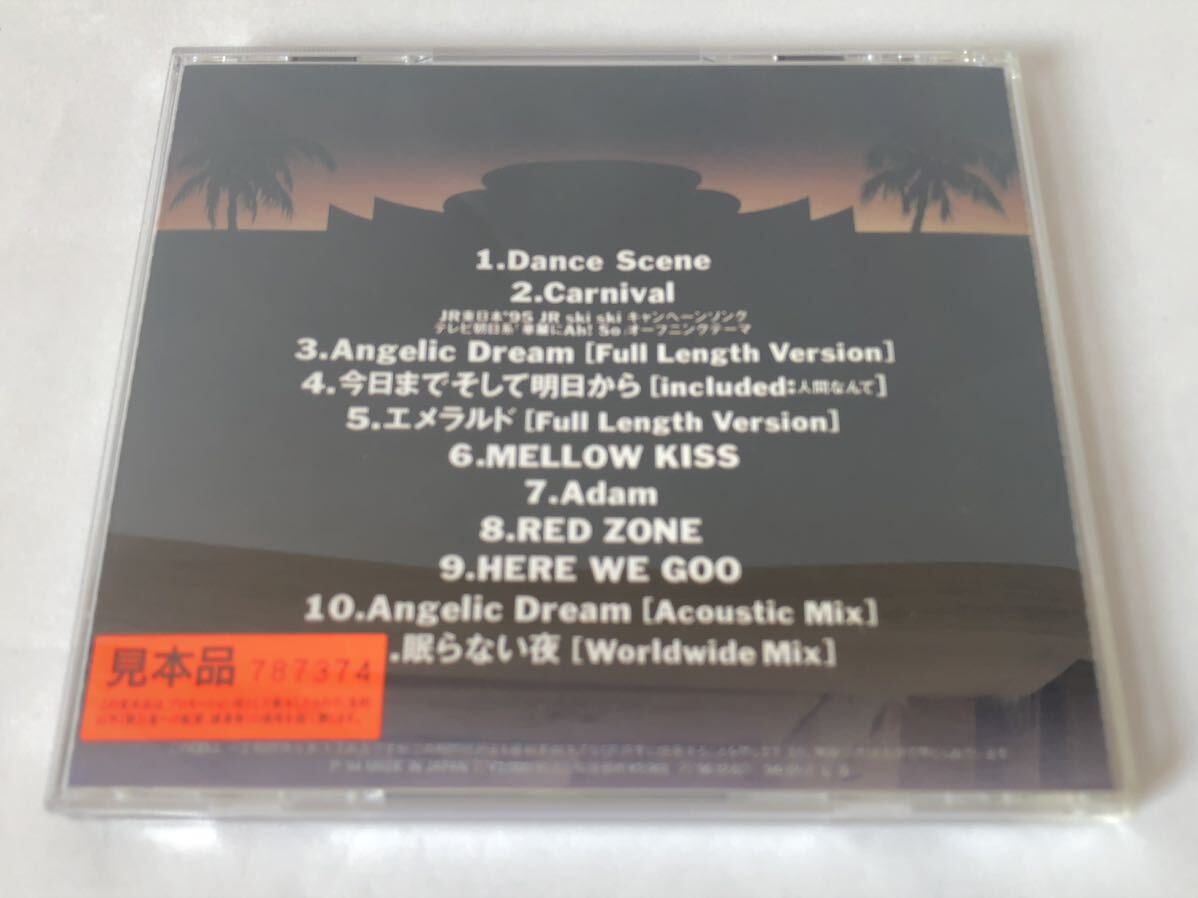 1.Dance Scene
2.Carnival
JR東日本'95 JR ski ski キャンペーンソング
テレビ朝日系「華麗にAh! So」オープニングテーマ
3.Angelic Dream [Full Length Version]
4.今日までそして明日から [included:人間なんて]
5.エメラルド [Full Length Version]
6.MELLOW KISS
7.Adam
8.RED ZONE
9.HERE WE GOO
10.Angelic Dream [Acoustic Mix]
.眠らない夜 [Worldwide Mix]
見本品 787374
MADE IN JAPAN